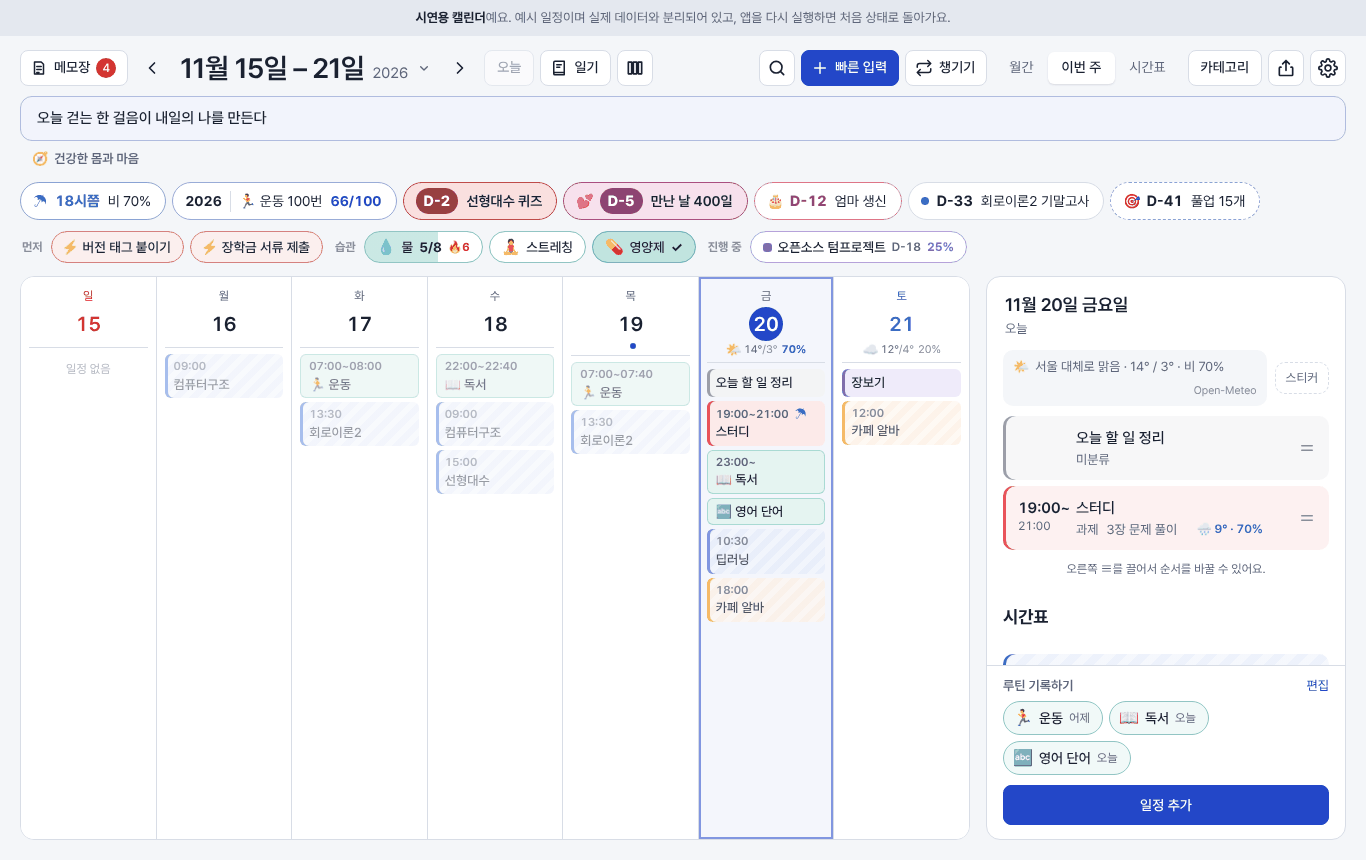 시연용 캘린더예요. 예시 일정이며 실제 데이터와 분리되어 있고, 앱을 다시 실행하면 처음 상태로 돌아가요.
메모장 4
11월 15일 – 21일 2026
오늘
일기
빠른 입력
챙기기
월간
이번 주
시간표
카테고리
오늘 걷는 한 걸음이 내일의 나를 만든다
건강한 몸과 마음
18시쯤 비 70%
2026 운동 100번 66/100
D-2 선형대수 퀴즈
D-5 만난 날 400일
D-12 엄마 생신
D-33 회로이론2 기말고사
D-41 풀업 15개
먼저
버전 태그 붙이기
장학금 서류 제출
습관
물 5/8 6
스트레칭
영양제
진행 중
오픈소스 텀프로젝트 D-18 25%
일
15
일정 없음
월
16
09:00
컴퓨터구조
화
17
07:00~08:00
운동
13:30
회로이론2
수
18
22:00~22:40
독서
09:00
컴퓨터구조
15:00
선형대수
목
19
07:00~07:40
운동
13:30
회로이론2
금
20
14°/3° 70%
오늘 할 일 정리
19:00~21:00
스터디
23:00~
독서
abc 영어 단어
10:30
딥러닝
18:00
카페 알바
토
21
12°/4° 20%
장보기
12:00
카페 알바
11월 20일 금요일
오늘
서울 대체로 맑음 · 14° / 3° · 비 70%
Open-Meteo
스티커
오늘 할 일 정리
미분류
19:00~ 스터디
21:00 과제 3장 문제 풀이 9° · 70%
오른쪽 ≡를 끌어서 순서를 바꿀 수 있어요.
시간표
루틴 기록하기
편집
운동 어제
독서 오늘
abc 영어 단어 오늘
일정 추가